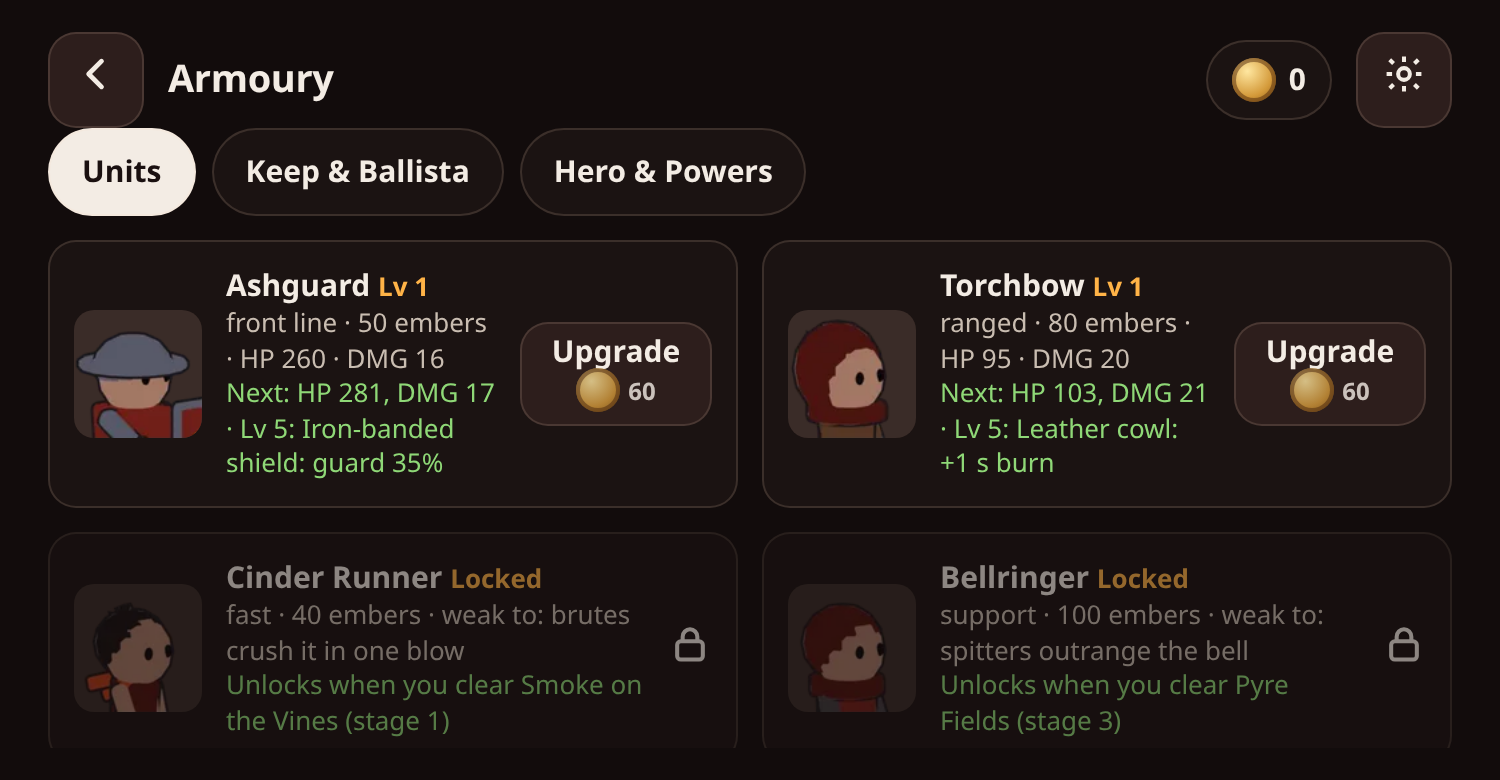 Armoury
0
Units
Keep & Ballista
Hero & Powers
Ashguard Lv 1
front line · 50 embers
· HP 260 · DMG 16
Next: HP 281, DMG 17
· Lv 5: Iron-banded
shield: guard 35%
Upgrade
60
Torchbow Lv 1
ranged · 80 embers ·
HP 95 · DMG 20
Next: HP 103, DMG 21
· Lv 5: Leather cowl:
+1 s burn
Upgrade
60
Cinder Runner Locked
fast · 40 embers · weak to: brutes
crush it in one blow
Unlocks when you clear Smoke on
the Vines (stage 1)
Bellringer Locked
support · 100 embers · weak to:
spitters outrange the bell
Unlocks when you clear Pyre
Fields (stage 3)